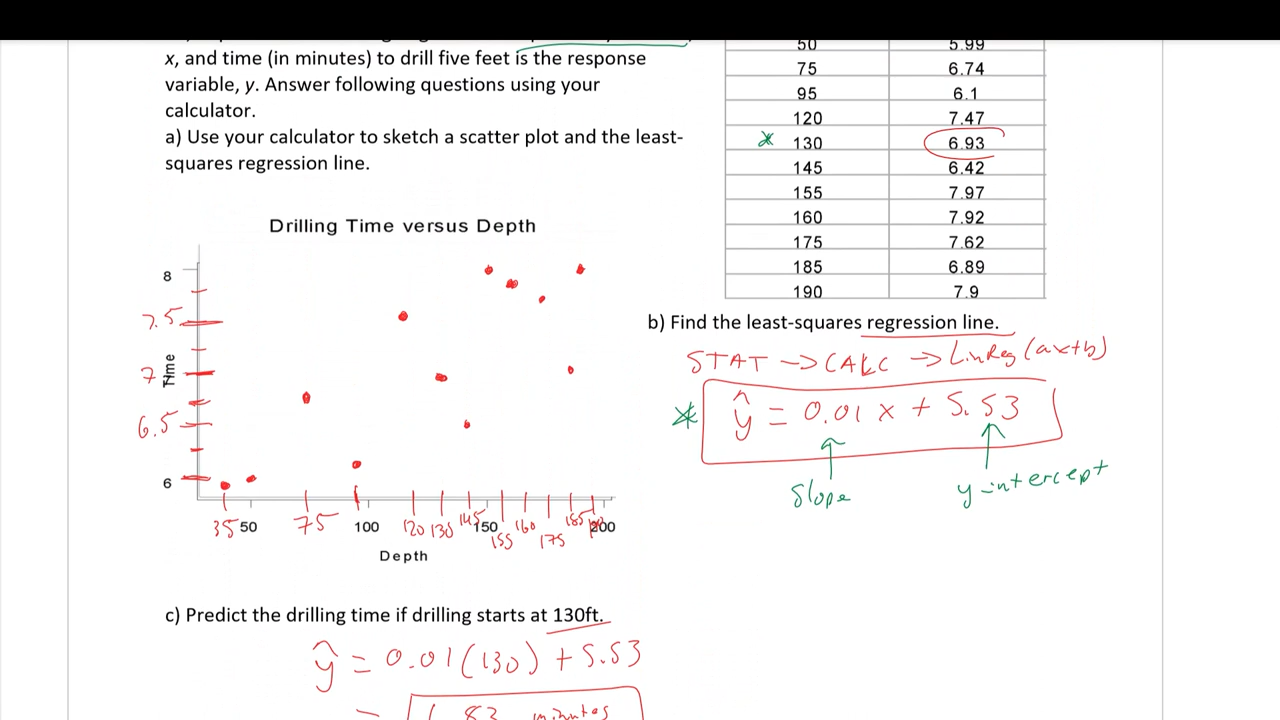 x, and time (in minutes) to drill five feet is the response
variable, y. Answer following questions using your
calculator.
a) Use your calculator to sketch a scatter plot and the least-
squares regression line.
50 5.99
75 6.74
95 6.1
120 7.47
* 130 6.93
145 6.42
155 7.97
160 7.92
175 7.62
185 6.89
190 7.9
Drilling Time versus Depth
8
7.5
7
Time
6.5
6
35 50 75 100 120 130 145 150 155 160 175 185 190 200
Depth
b) Find the least-squares regression line.
STAT -> CALC -> LinReg (ax+b)
* ŷ = 0.01 x + 5.53
Slope y-intercept
c) Predict the drilling time if drilling starts at 130ft.
ŷ = 0.01 (130) + 5.53
= 83 minutes